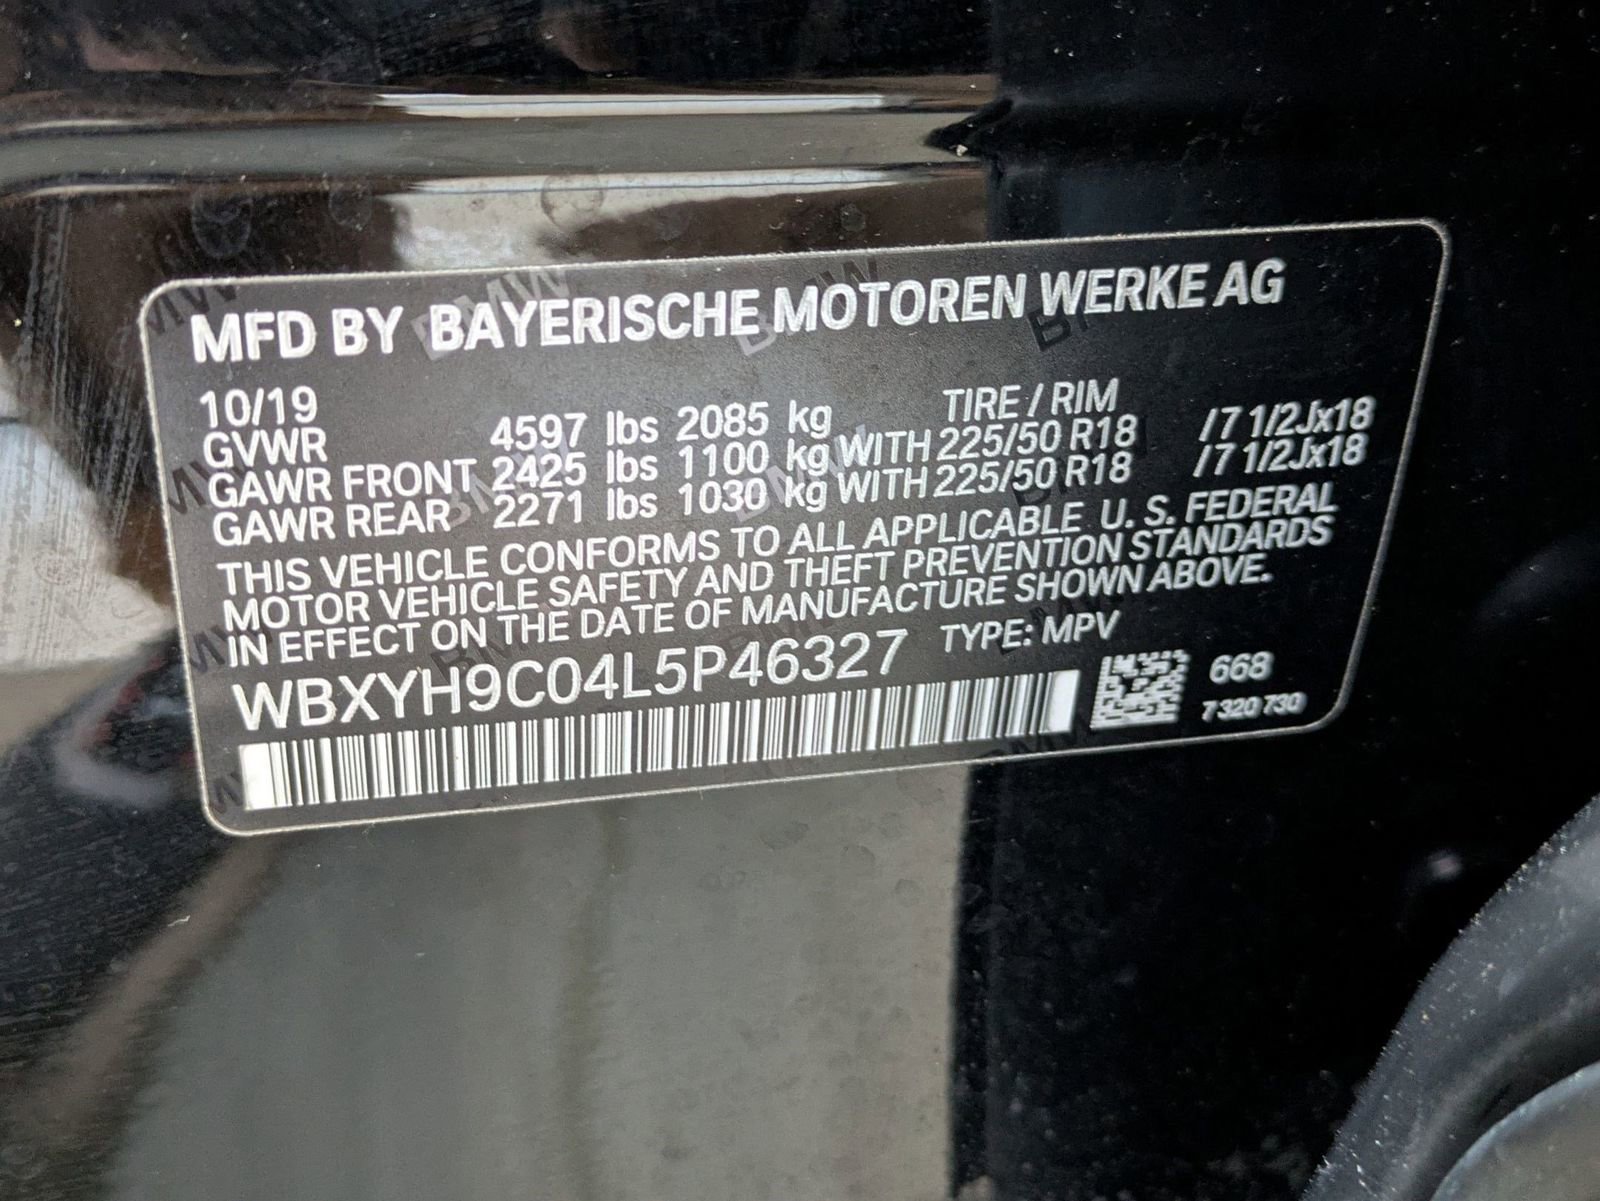 MFD BY BAYERISCHE MOTOREN WERKE AG
10/19 TIRE / RIM
GVWR 4597 lbs 2085 kg
GAWR FRONT 2425 lbs 1100 kg WITH 225/50 R18 /7 1/2Jx18
GAWR REAR 2271 lbs 1030 kg WITH 225/50 R18 /7 1/2Jx18
THIS VEHICLE CONFORMS TO ALL APPLICABLE U. S. FEDERAL
MOTOR VEHICLE SAFETY AND THEFT PREVENTION STANDARDS
IN EFFECT ON THE DATE OF MANUFACTURE SHOWN ABOVE.
WBXYH9C04L5P46327 TYPE: MPV
668
7 320 730